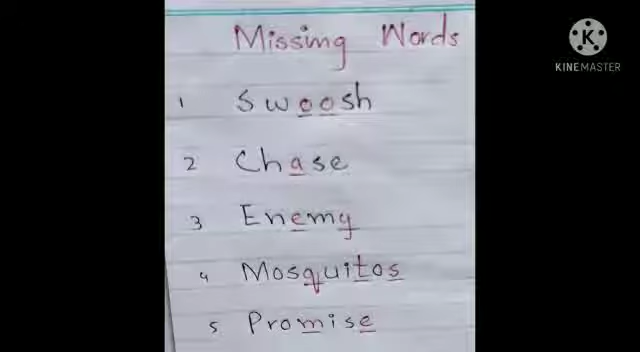 Missing Words
KINEMASTER
1 Swoosh
2 Chase
3 Enemy
4 Mosquitos
5 Promise